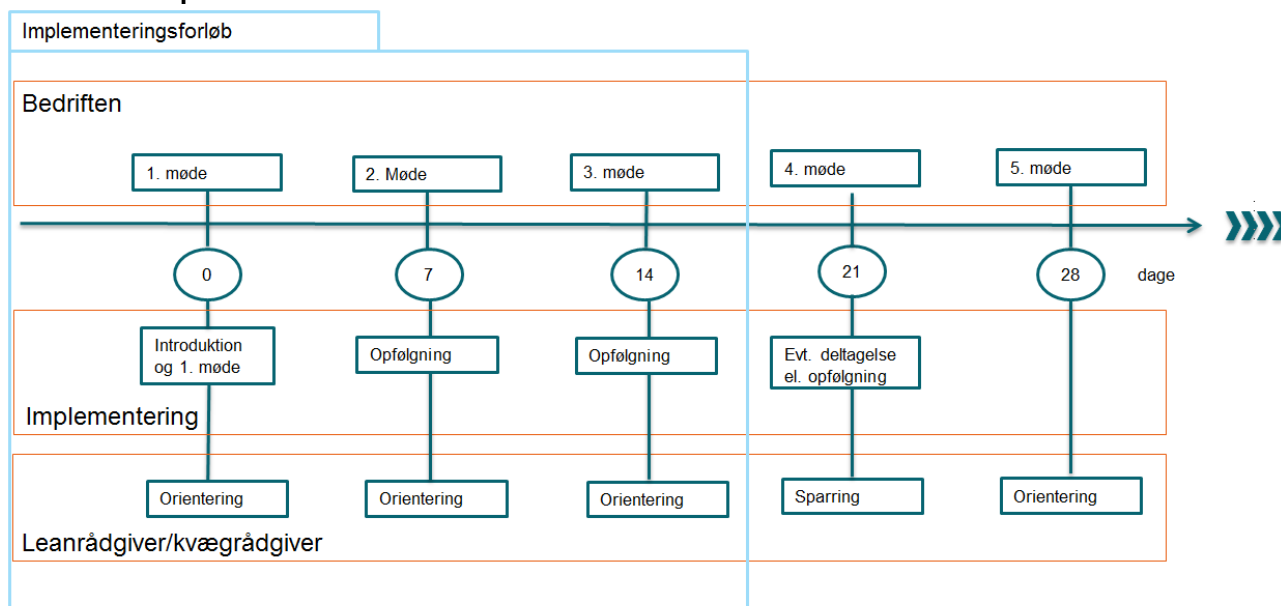 Implementeringsforløb
Bedriften
1. møde
2. Møde
3. møde
4. møde
5. møde
0
7
14
21
28
dage
Introduktion
og 1. møde
Opfølgning
Opfølgning
Evt. deltagelse
el. opfølgning
Implementering
Orientering
Orientering
Orientering
Sparring
Orientering
Leanrådgiver/kvægrådgiver